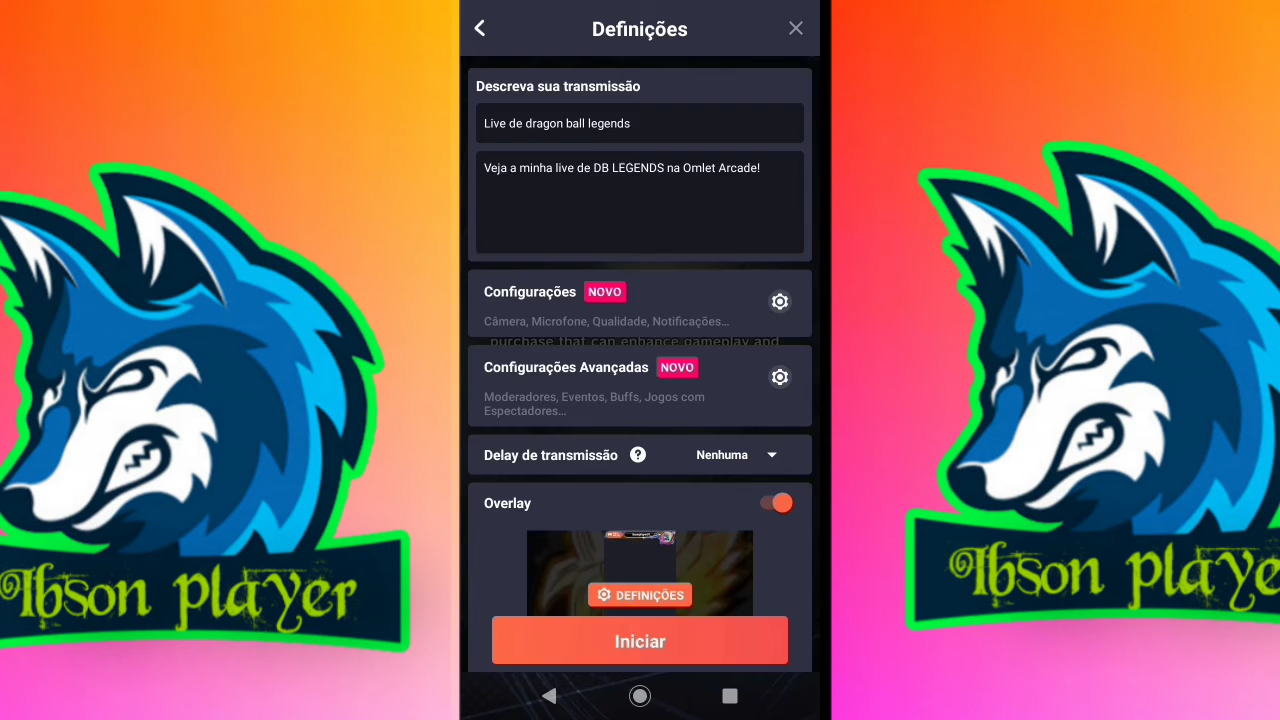 Definições
Descreva sua transmissão
Live de dragon ball legends
Veja a minha live de DB LEGENDS na Omlet Arcade!
Configurações NOVO
Câmera, Microfone, Qualidade, Notificações...
purchase that can enhance gameplay and
Configurações Avançadas NOVO
Moderadores, Eventos, Buffs, Jogos com
Espectadores...
Delay de transmissão ? Nenhuma
Overlay
DEFINIÇÕES
Iniciar
Ibson player
Ibson playe